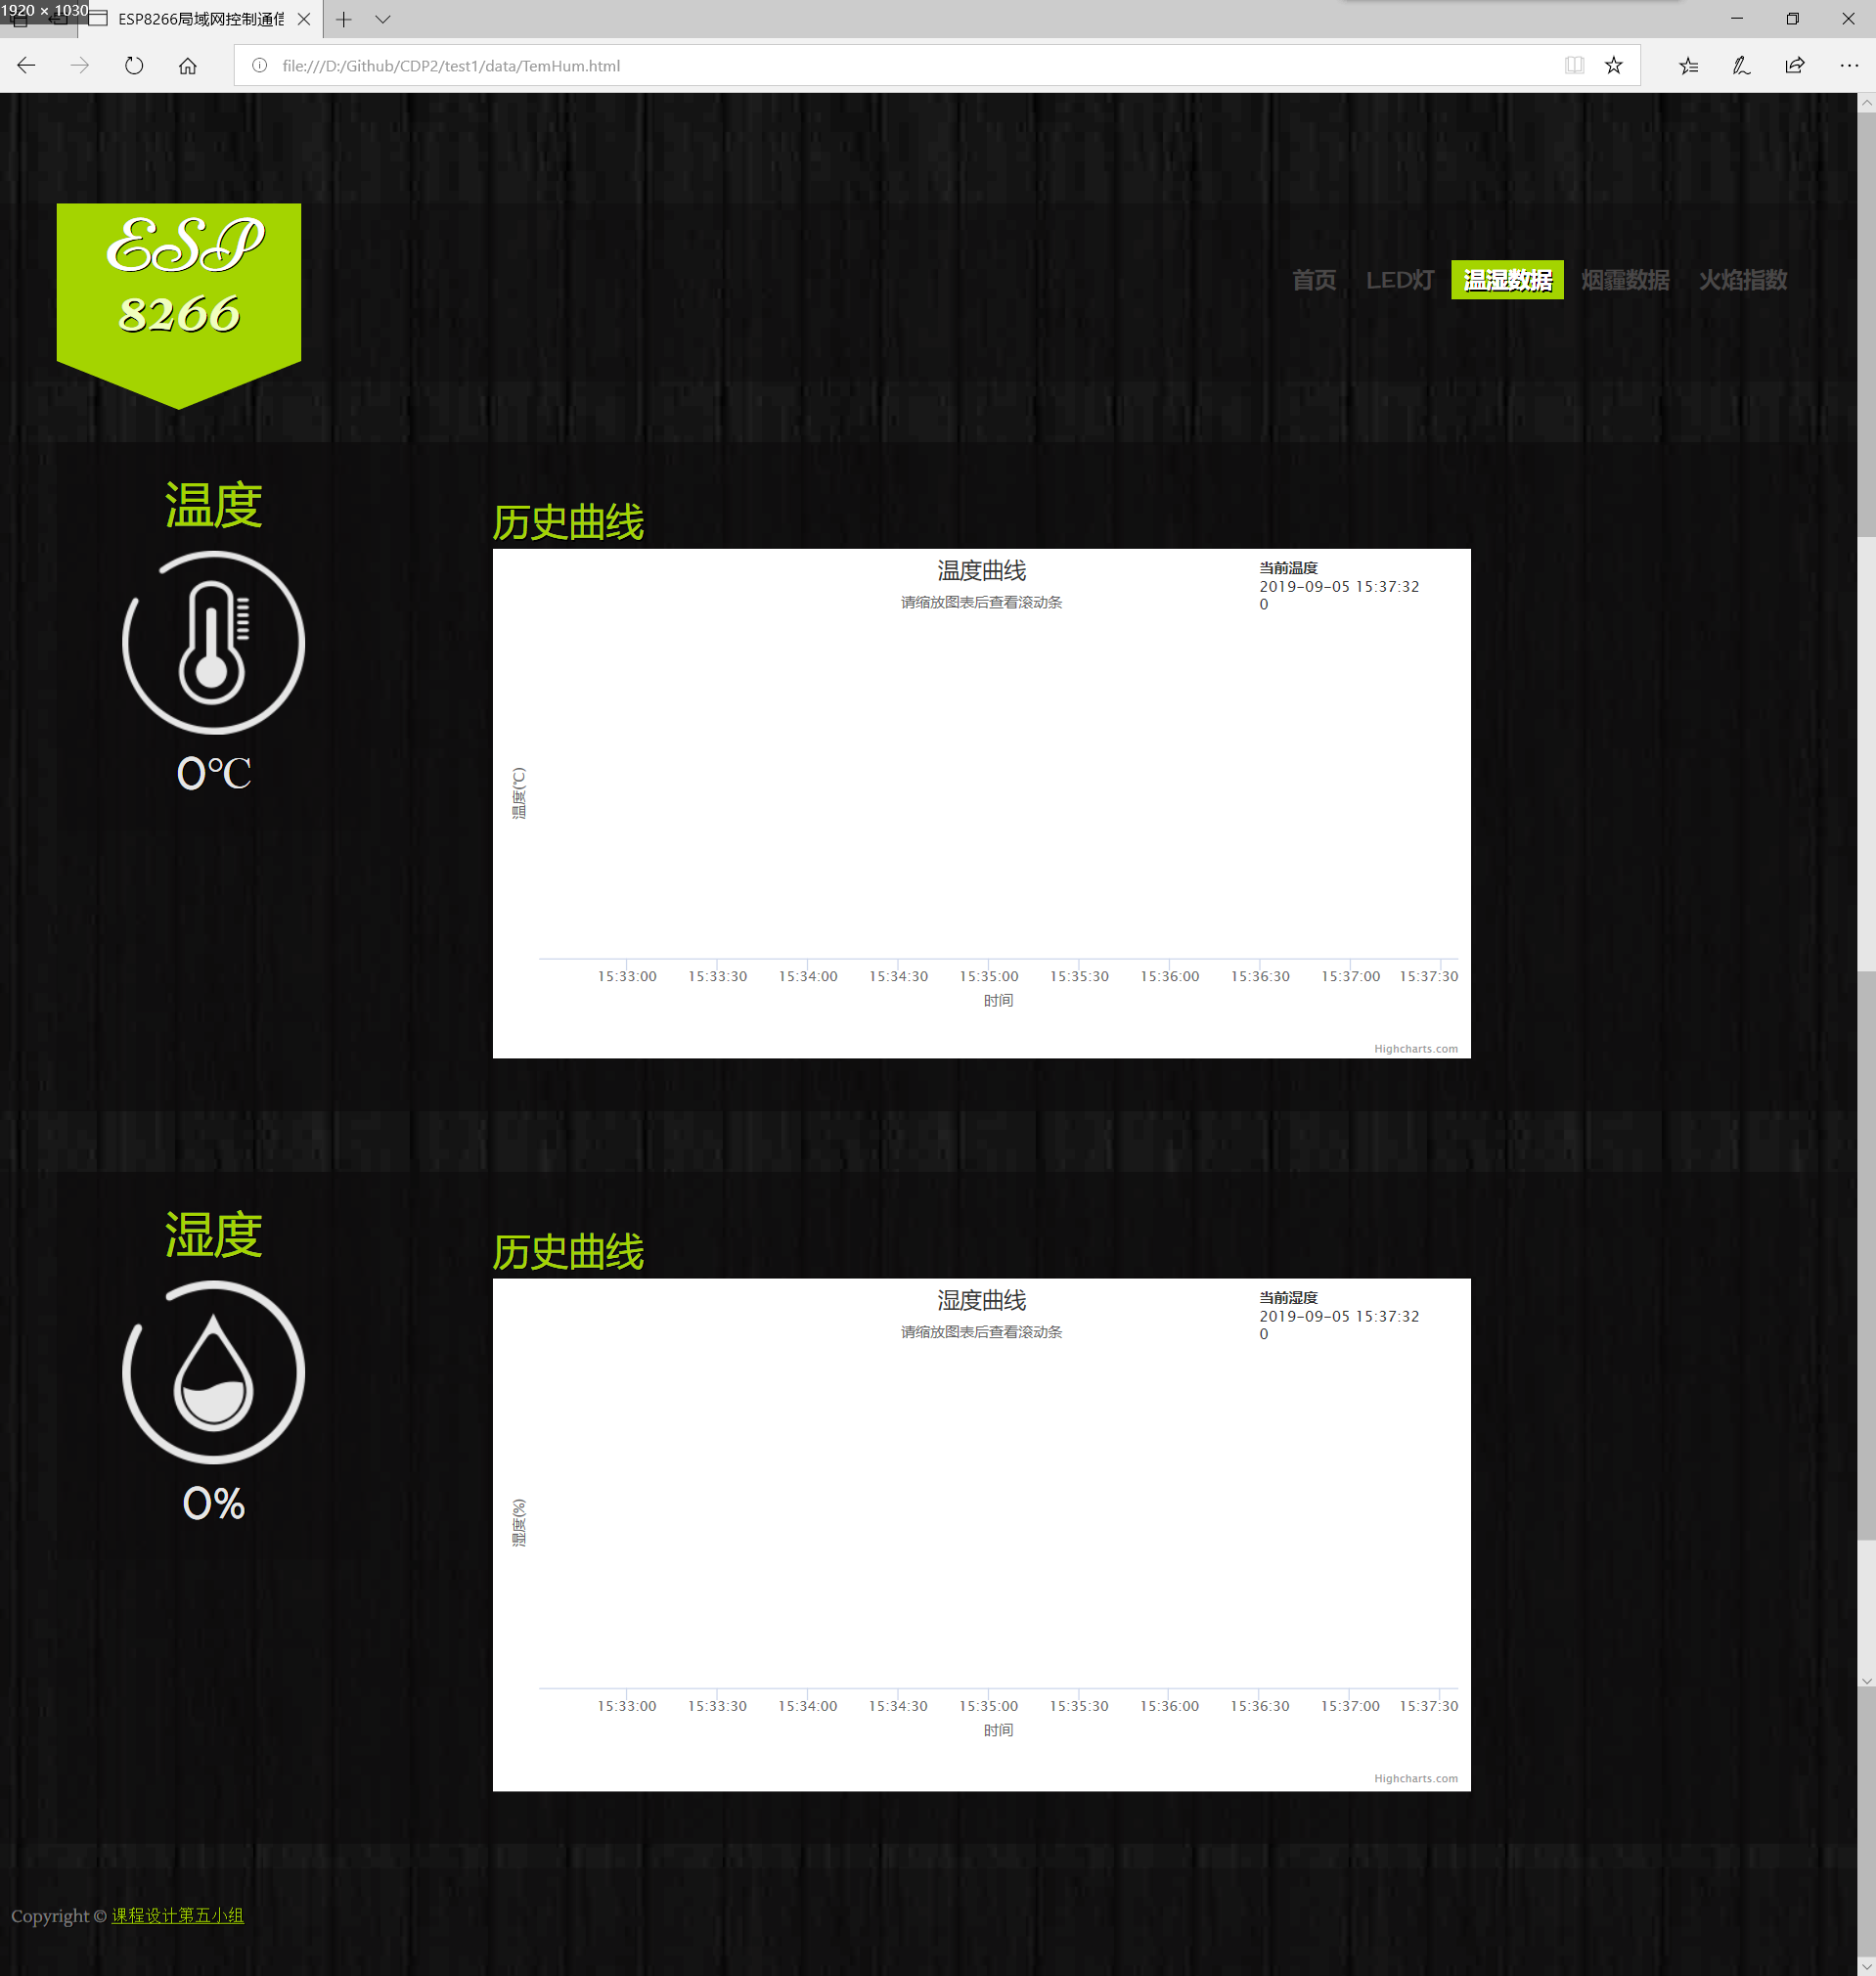 1920 × 1030
ESP8266局域网控制通信
file:///D:/Github/CDP2/test1/data/TemHum.html
ESP
8266
首页 LED灯 温湿数据 烟霾数据 火焰指数
温度
0℃
历史曲线
温度曲线
请缩放图表后查看滚动条
当前温度
2019-09-05 15:37:32
0
温度(℃)
15:33:00 15:33:30 15:34:00 15:34:30 15:35:00 15:35:30 15:36:00 15:36:30 15:37:00 15:37:30
时间
Highcharts.com
湿度
0%
历史曲线
湿度曲线
请缩放图表后查看滚动条
当前湿度
2019-09-05 15:37:32
0
湿度(%)
15:33:00 15:33:30 15:34:00 15:34:30 15:35:00 15:35:30 15:36:00 15:36:30 15:37:00 15:37:30
时间
Highcharts.com
Copyright © 课程设计第五小组